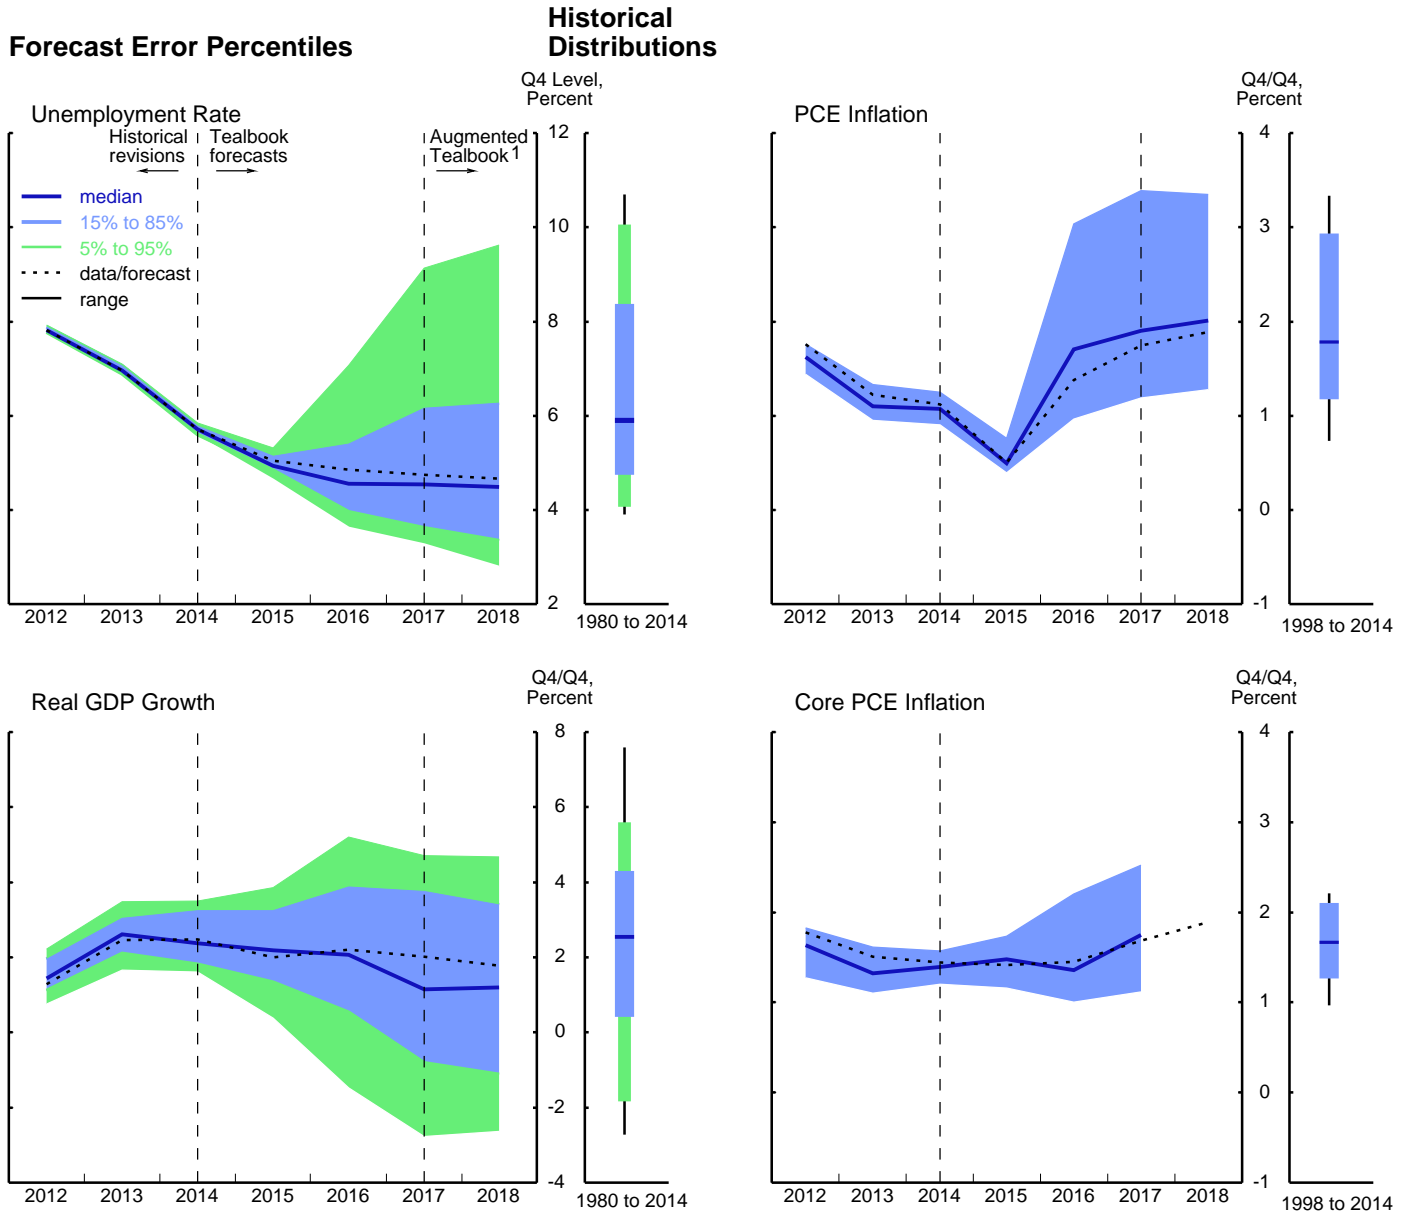 Forecast Error Percentiles
Historical
Distributions
Unemployment Rate
Q4 Level,
Percent
Historical
revisions
Tealbook
forecasts
Augmented
Tealbook1
median
15% to 85%
5% to 95%
data/forecast
range
12
10
8
6
4
2
2012 2013 2014 2015 2016 2017 2018
1980 to 2014
PCE Inflation
Q4/Q4,
Percent
4
3
2
1
0
-1
2012 2013 2014 2015 2016 2017 2018
1998 to 2014
Real GDP Growth
Q4/Q4,
Percent
8
6
4
2
0
-2
-4
2012 2013 2014 2015 2016 2017 2018
1980 to 2014
Core PCE Inflation
Q4/Q4,
Percent
4
3
2
1
0
-1
2012 2013 2014 2015 2016 2017 2018
1998 to 2014